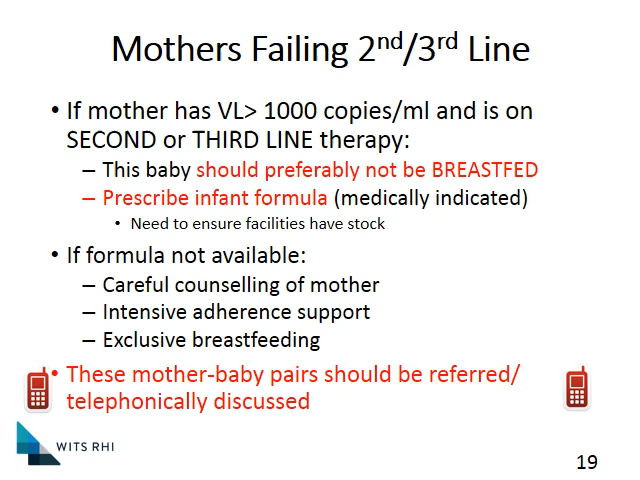 Mothers Failing 2nd/3rd Line
• If mother has VL> 1000 copies/ml and is on
SECOND or THIRD LINE therapy:
– This baby should preferably not be BREASTFED
– Prescribe infant formula (medically indicated)
• Need to ensure facilities have stock
• If formula not available:
– Careful counselling of mother
– Intensive adherence support
– Exclusive breastfeeding
• These mother-baby pairs should be referred/
telephonically discussed
WITS RHI
19